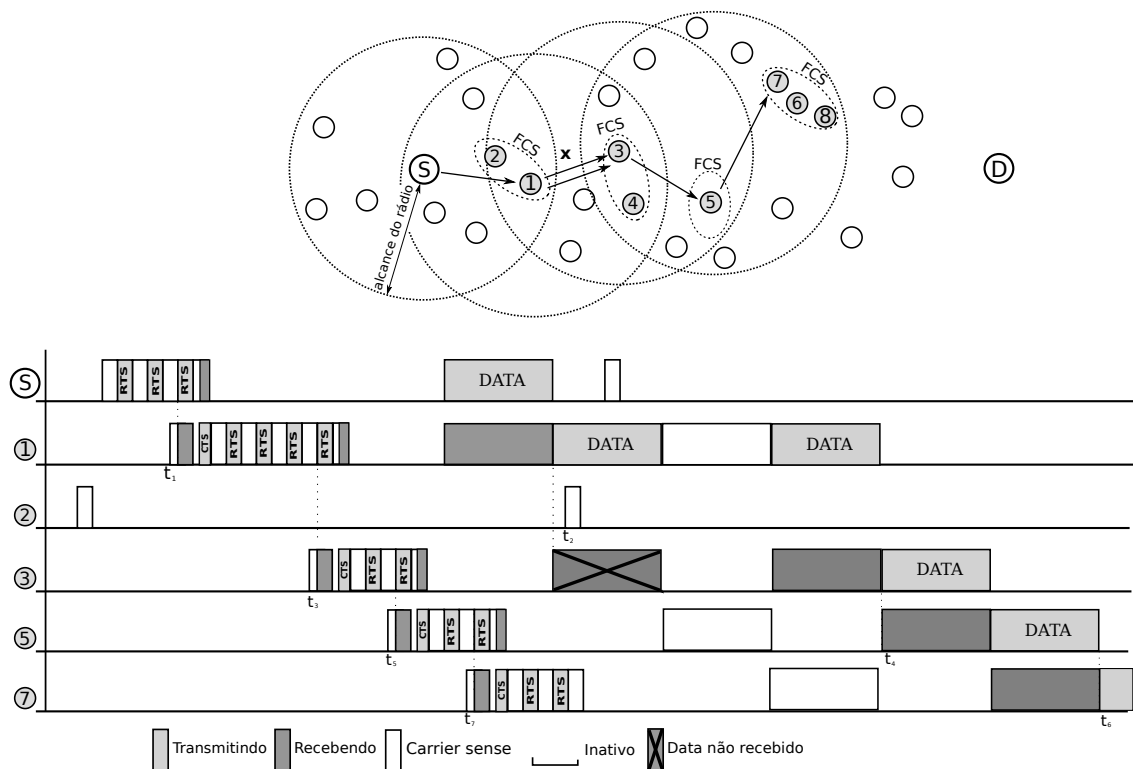 FCS
7
6
8
FCS
FCS
x
2
3
S
1
FCS
D
5
4
alcance do rádio
S
RTS RTS RTS DATA
1
CTS RTS RTS RTS RTS DATA DATA
t₁
2
t₂
3
CTS RTS RTS DATA
t₃
5
CTS RTS RTS DATA
t₅ t₄
7
CTS RTS RTS
t₇ t₆
Transmitindo Recebendo Carrier sense Inativo Data não recebido